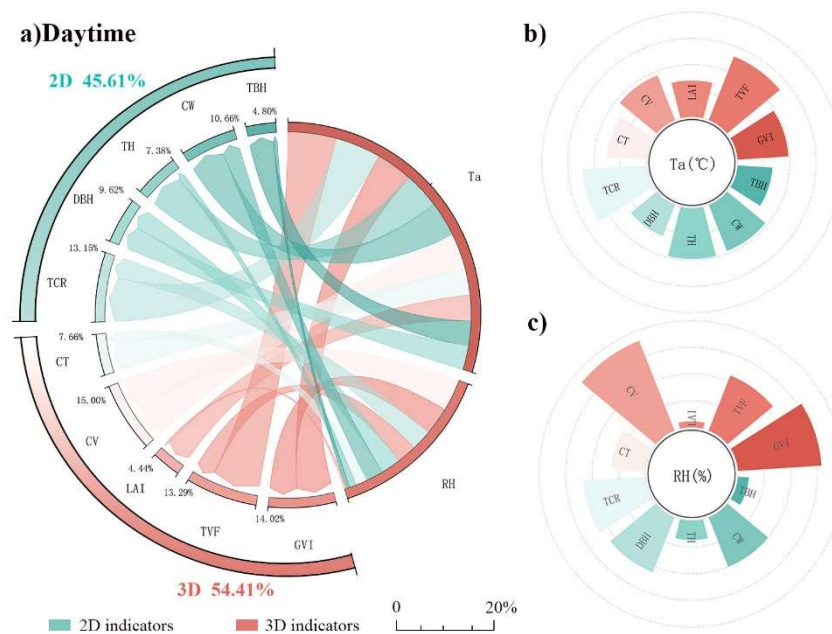 a)Daytime
2D 45.61%
TBH
4.80%
CW
10.66%
TH
7.38%
DBH
9.62%
TCR
13.15%
CT
7.66%
CV
15.00%
LAI
4.44%
TVF
13.29%
GVI
14.02%
3D 54.41%
Ta
RH
2D indicators
3D indicators
0
20%
b)
Ta(℃)
LAI
TVF
GVI
TBH
CW
TH
DBH
TCR
CT
CV
c)
RH(%)
LAI
TVF
GVI
TBH
CW
TH
DBH
TCR
CT
CV